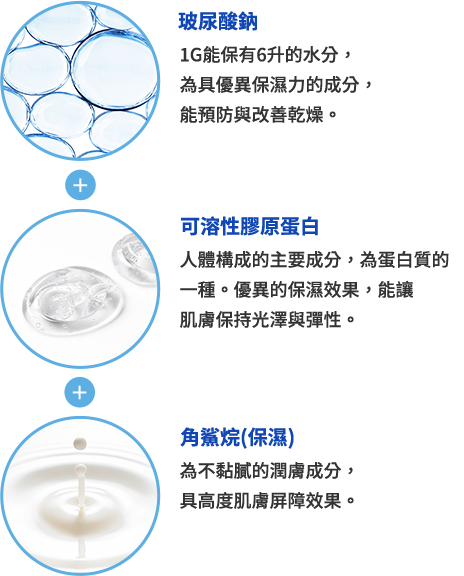 玻尿酸鈉
1G能保有6升的水分，
為具優異保濕力的成分，
能預防與改善乾燥。
可溶性膠原蛋白
人體構成的主要成分，為蛋白質的
一種。優異的保濕效果，能讓
肌膚保持光澤與彈性。
角鯊烷(保濕)
為不黏膩的潤膚成分，
具高度肌膚屏障效果。